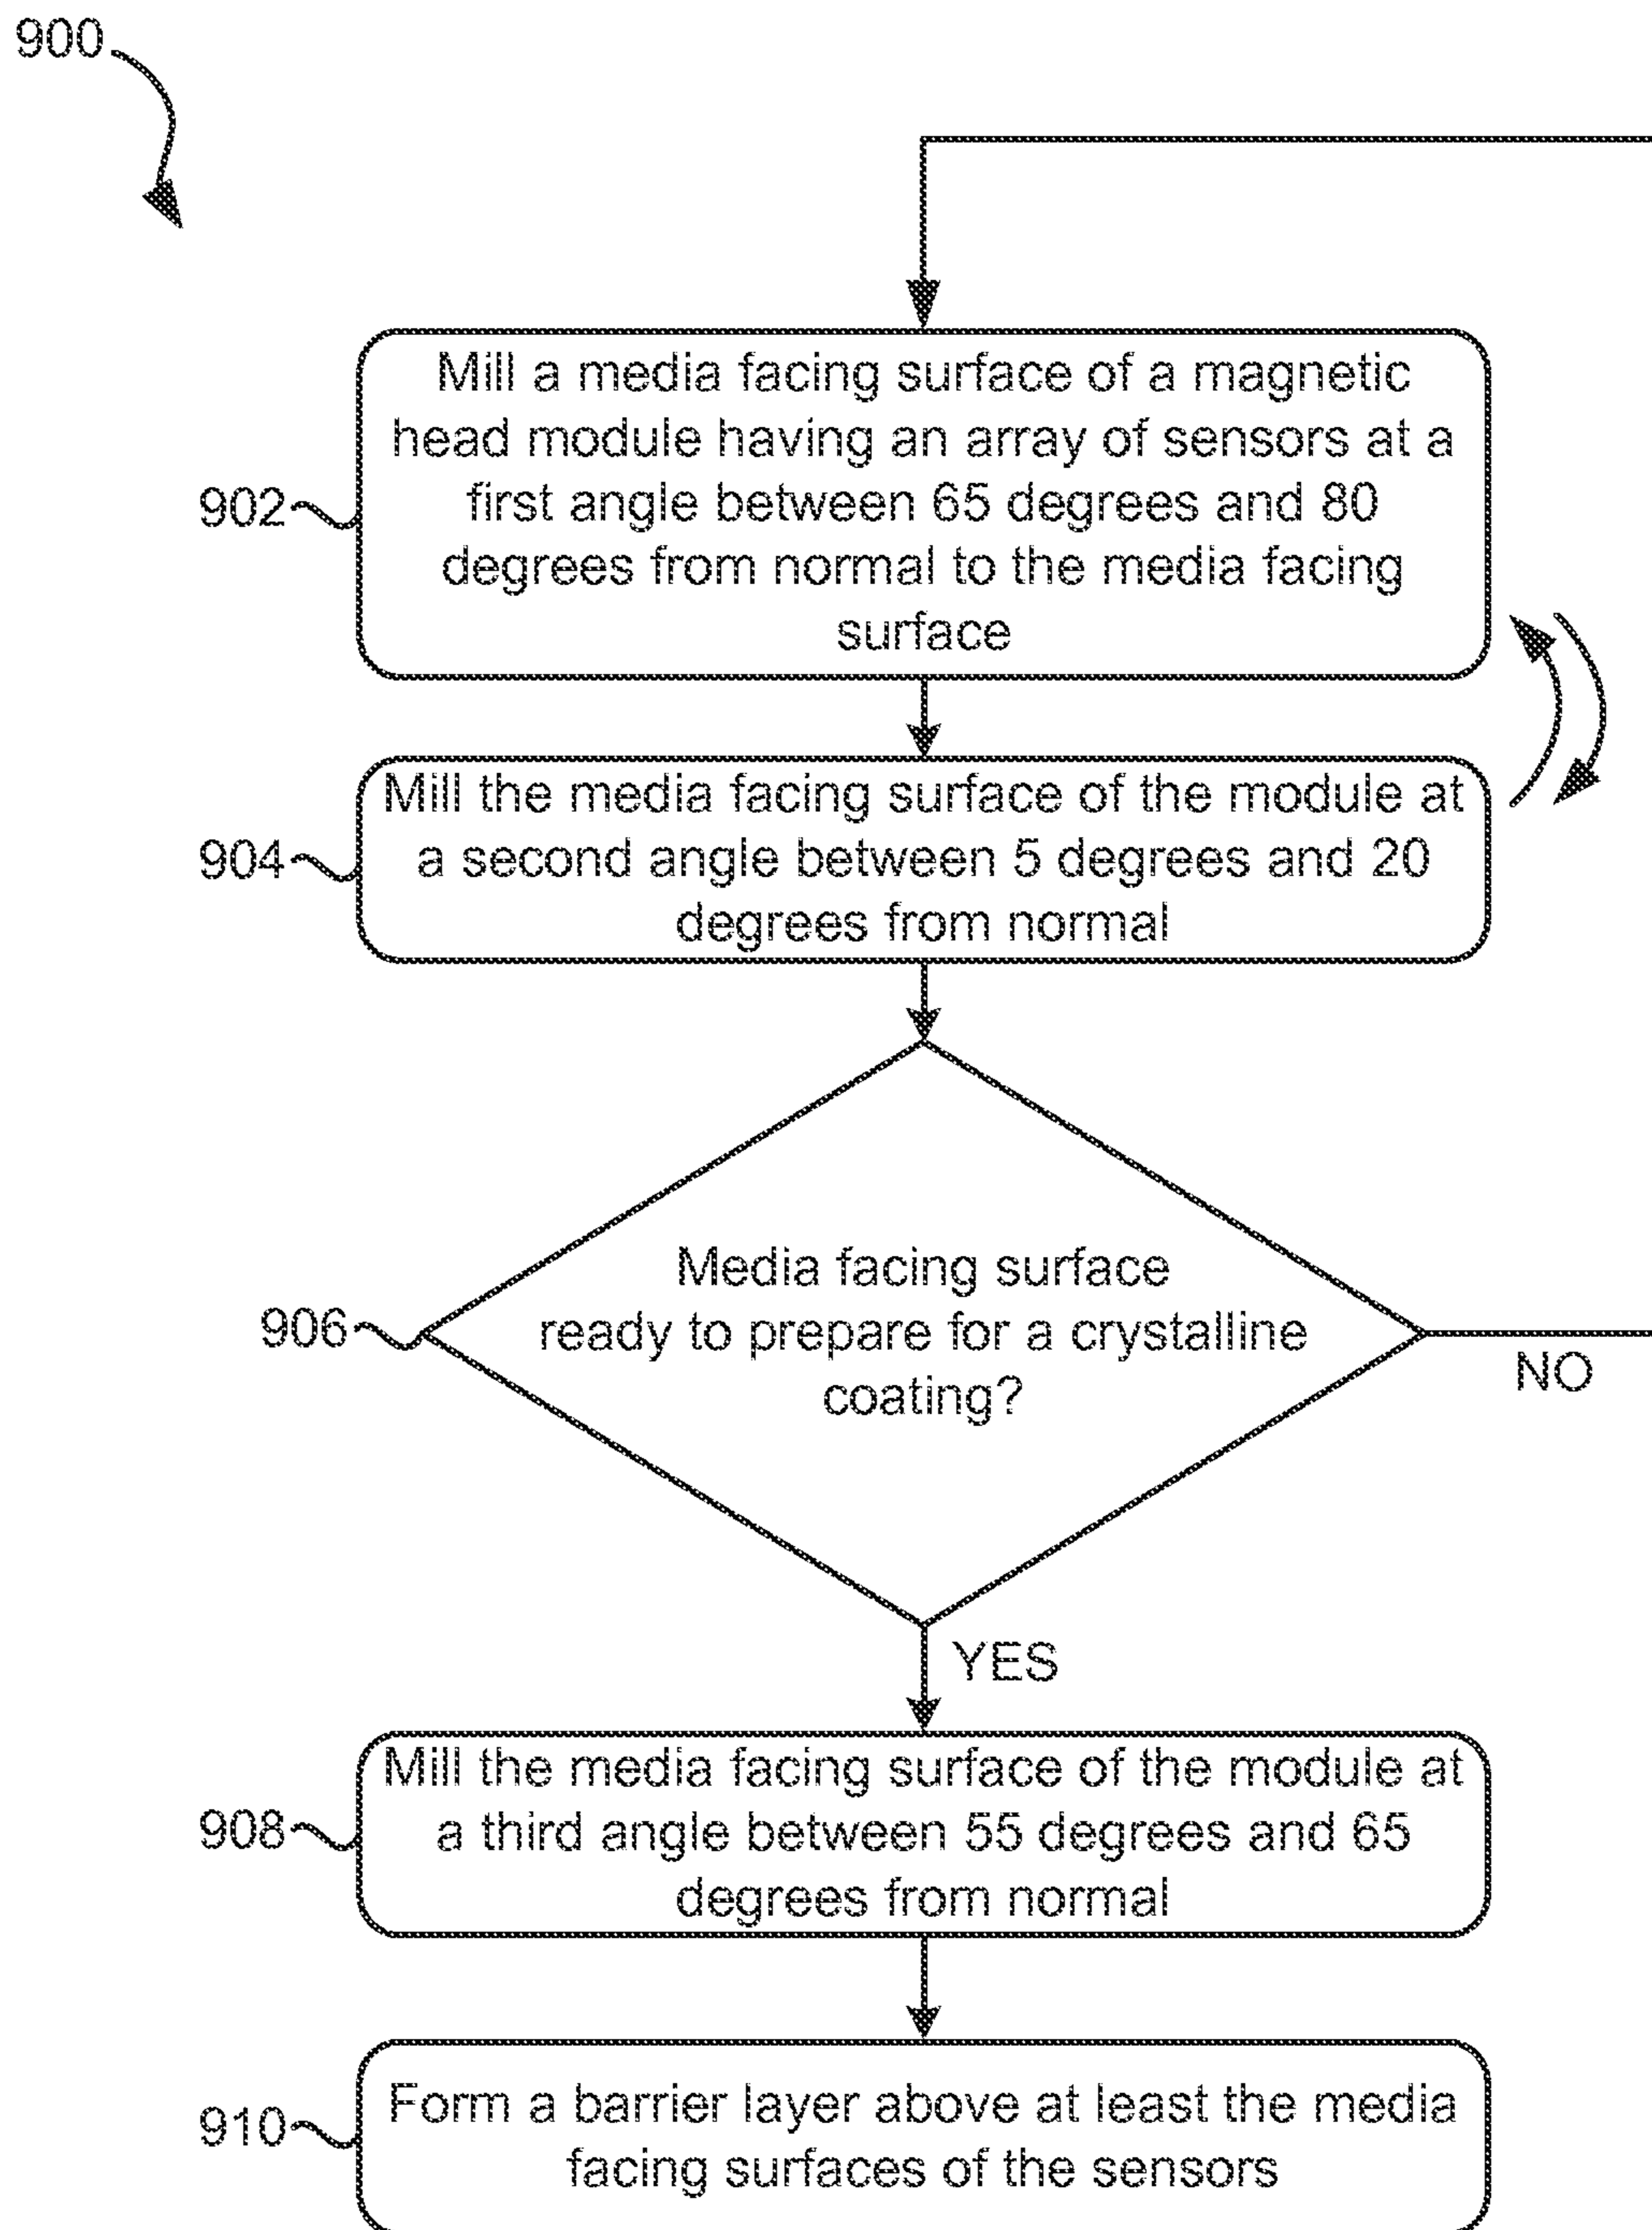 900
Mill a media facing surface of a magnetic
head module having an array of sensors at a
first angle between 65 degrees and 80
degrees from normal to the media facing
surface
902
Mill the media facing surface of the module at
a second angle between 5 degrees and 20
degrees from normal
904
Media facing surface
ready to prepare for a crystalline
coating?
906
NO
YES
Mill the media facing surface of the module at
a third angle between 55 degrees and 65
degrees from normal
908
Form a barrier layer above at least the media
facing surfaces of the sensors
910